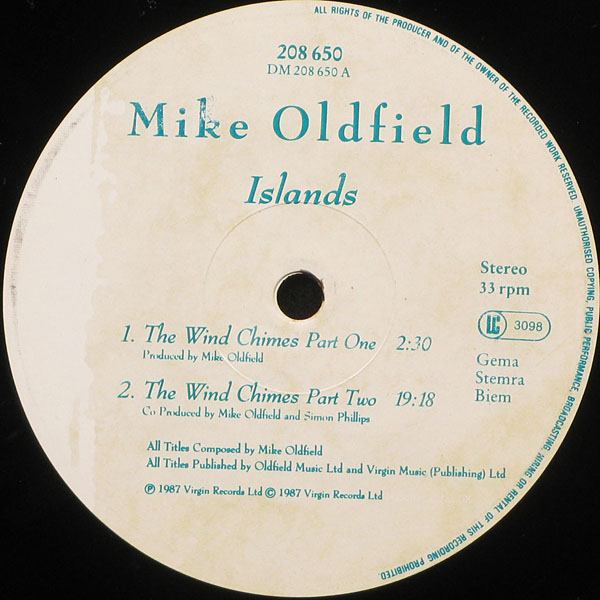 ALL RIGHTS OF THE PRODUCER AND OF THE OWNER OF THE RECORDED WORK RESERVED. UNAUTHORISED COPYING, PUBLIC PERFORMANCE, BROADCASTING, HIRING OR RENTAL OF THIS RECORDING PROHIBITED.
208 650
DM 208 650 A
Mike Oldfield
Islands
Stereo
33 rpm
LC 3098
1. The Wind Chimes Part One 2:30
Produced by Mike Oldfield
2. The Wind Chimes Part Two 19:18
Co Produced by Mike Oldfield and Simon Phillips
Gema
Stemra
Biem
All Titles Composed by Mike Oldfield
All Titles Published by Oldfield Music Ltd and Virgin Music (Publishing) Ltd
℗ 1987 Virgin Records Ltd © 1987 Virgin Records Ltd